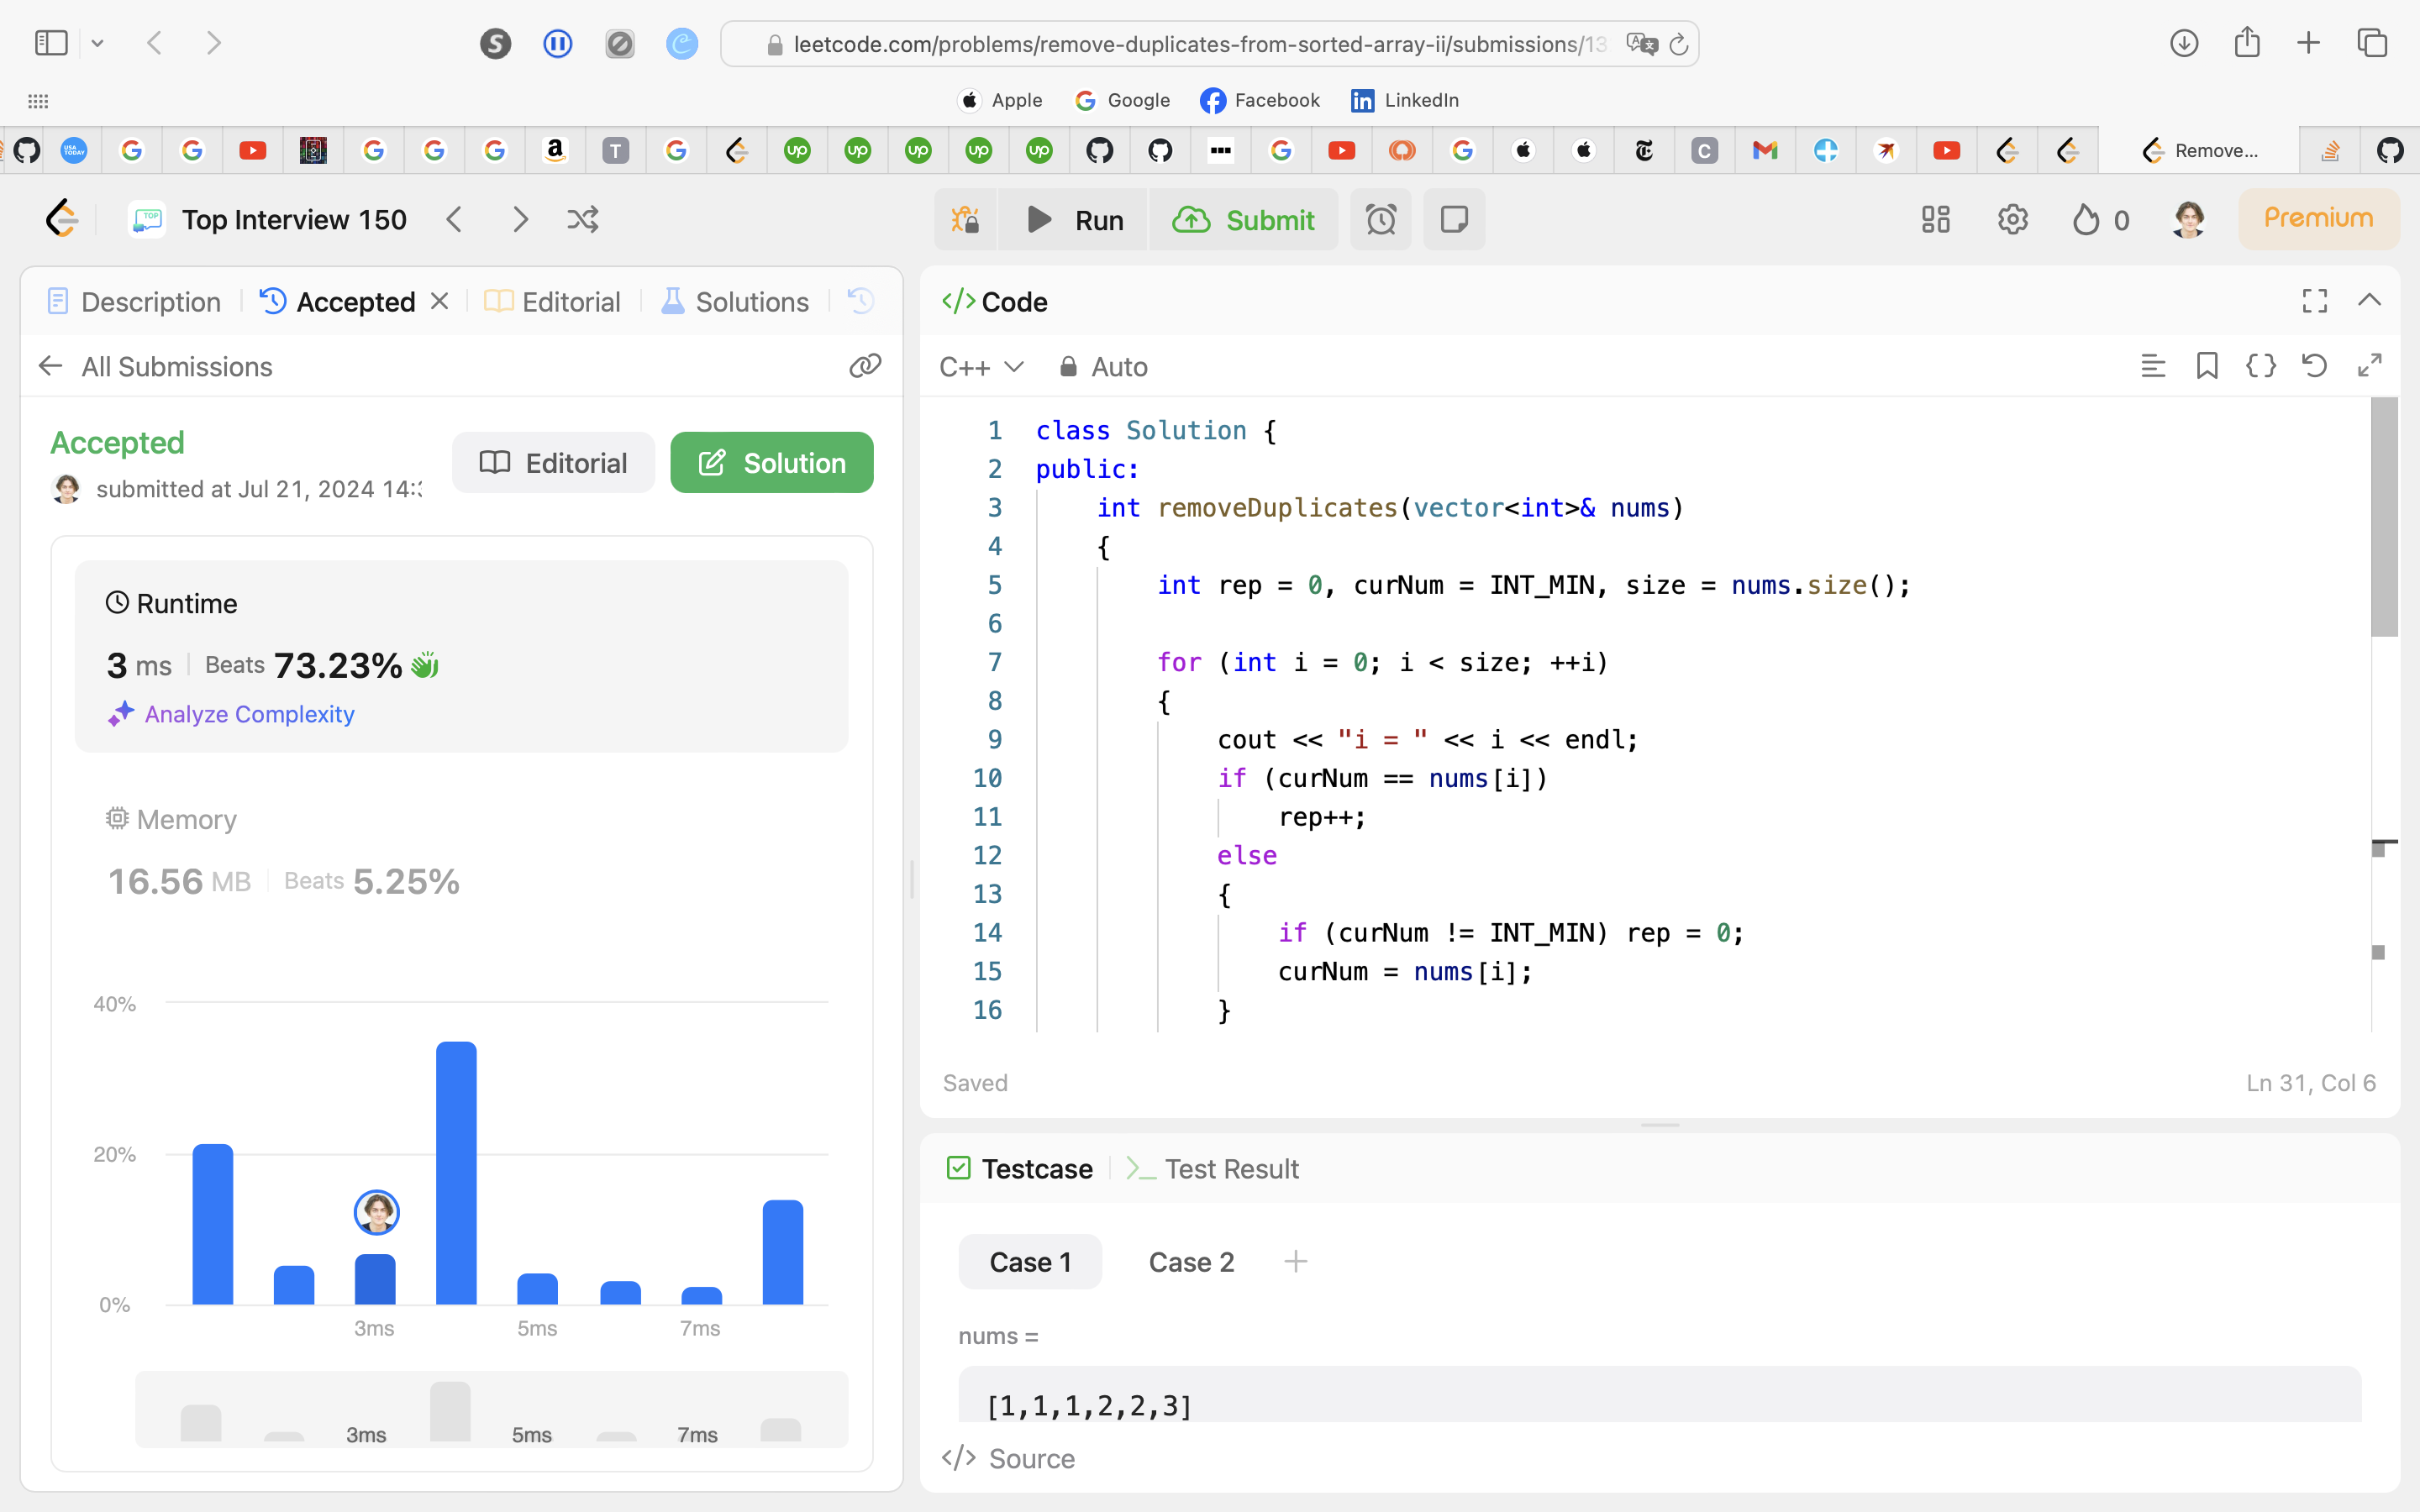 leetcode.com/problems/remove-duplicates-from-sorted-array-ii/submissions/13
Apple
Google
Facebook
LinkedIn
Remove...
Top Interview 150
Run
Submit
0
Premium
Description
Accepted
Editorial
Solutions
All Submissions
Accepted
submitted at Jul 21, 2024 14:
Editorial
Solution
Runtime
3 ms
Beats 73.23%
Analyze Complexity
Memory
16.56 MB
Beats 5.25%
40%
20%
0%
3ms
5ms
7ms
3ms
5ms
7ms
</> Code
C++
Auto
1 class Solution {
2 public:
3     int removeDuplicates(vector<int>& nums)
4     {
5         int rep = 0, curNum = INT_MIN, size = nums.size();
6
7         for (int i = 0; i < size; ++i)
8         {
9             cout << "i = " << i << endl;
10             if (curNum == nums[i])
11                 rep++;
12             else
13             {
14                 if (curNum != INT_MIN) rep = 0;
15                 curNum = nums[i];
16             }
Saved
Ln 31, Col 6
Testcase
Test Result
Case 1
Case 2
nums =
[1,1,1,2,2,3]
</> Source